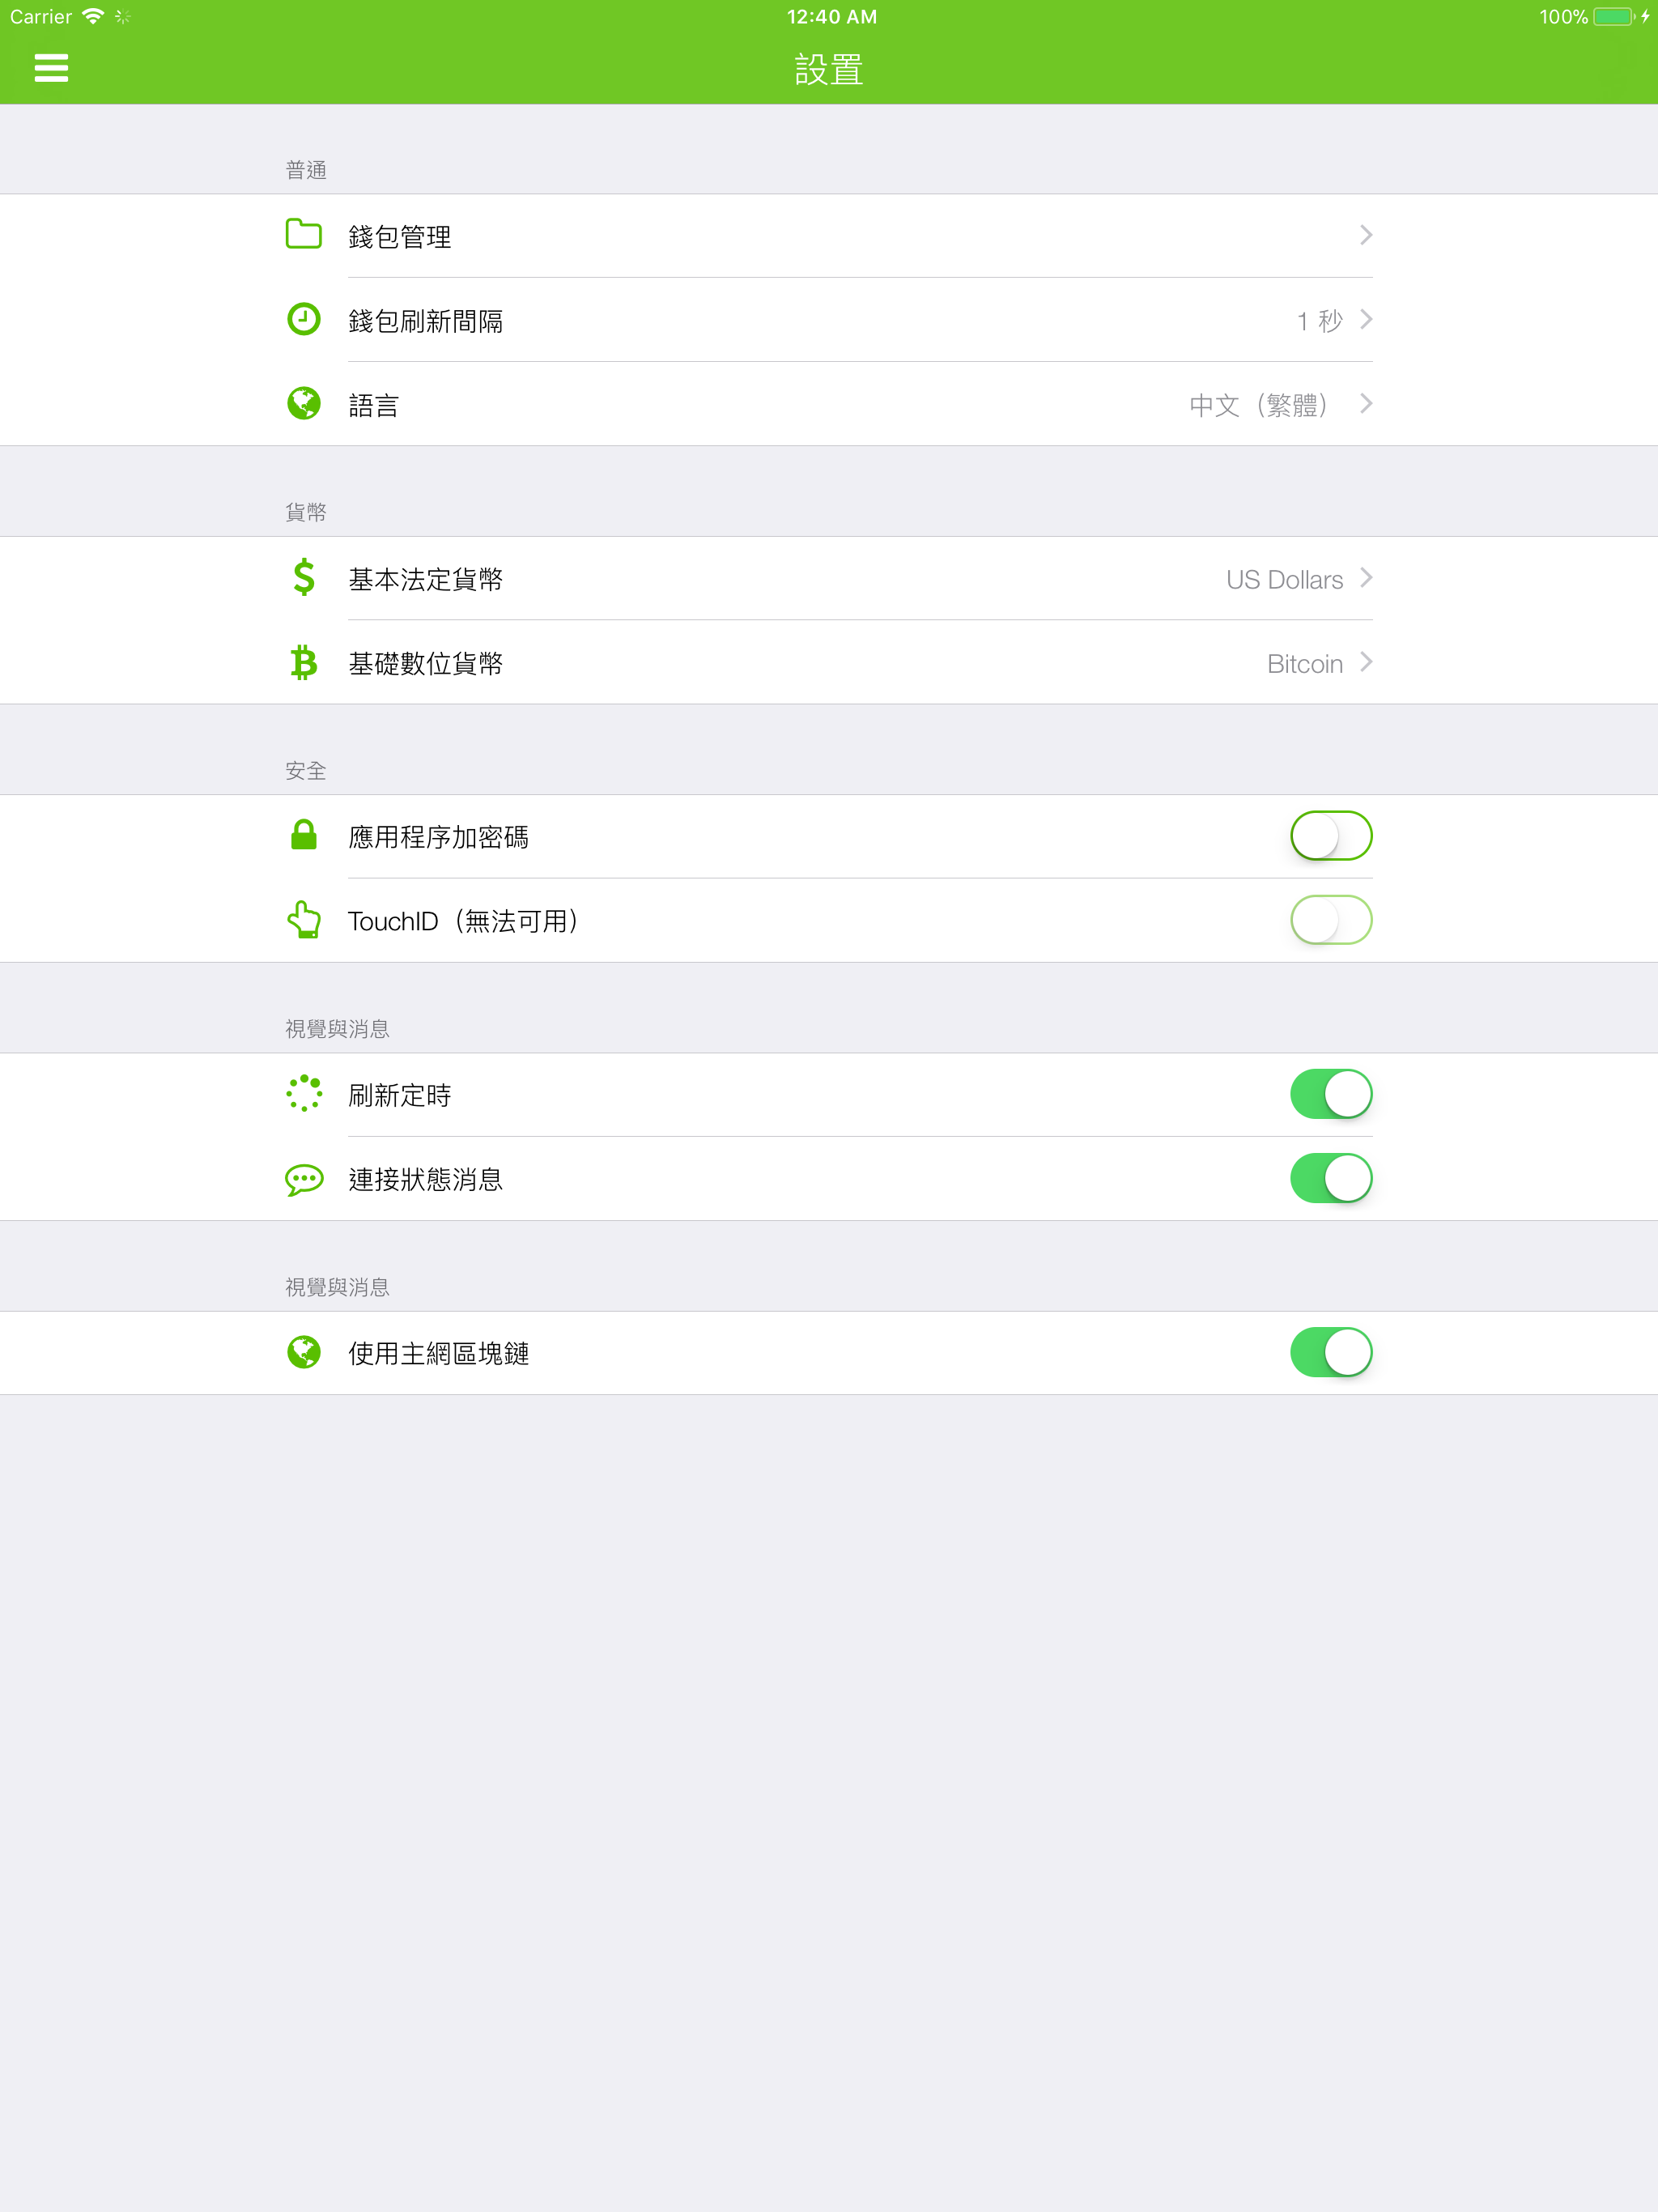 Carrier 12:40 AM 100%
設置
普通
錢包管理
錢包刷新間隔 1 秒
語言 中文（繁體）
貨幣
基本法定貨幣 US Dollars
基礎數位貨幣 Bitcoin
安全
應用程序加密碼
TouchID（無法可用）
視覺與消息
刷新定時
連接狀態消息
視覺與消息
使用主網區塊鏈